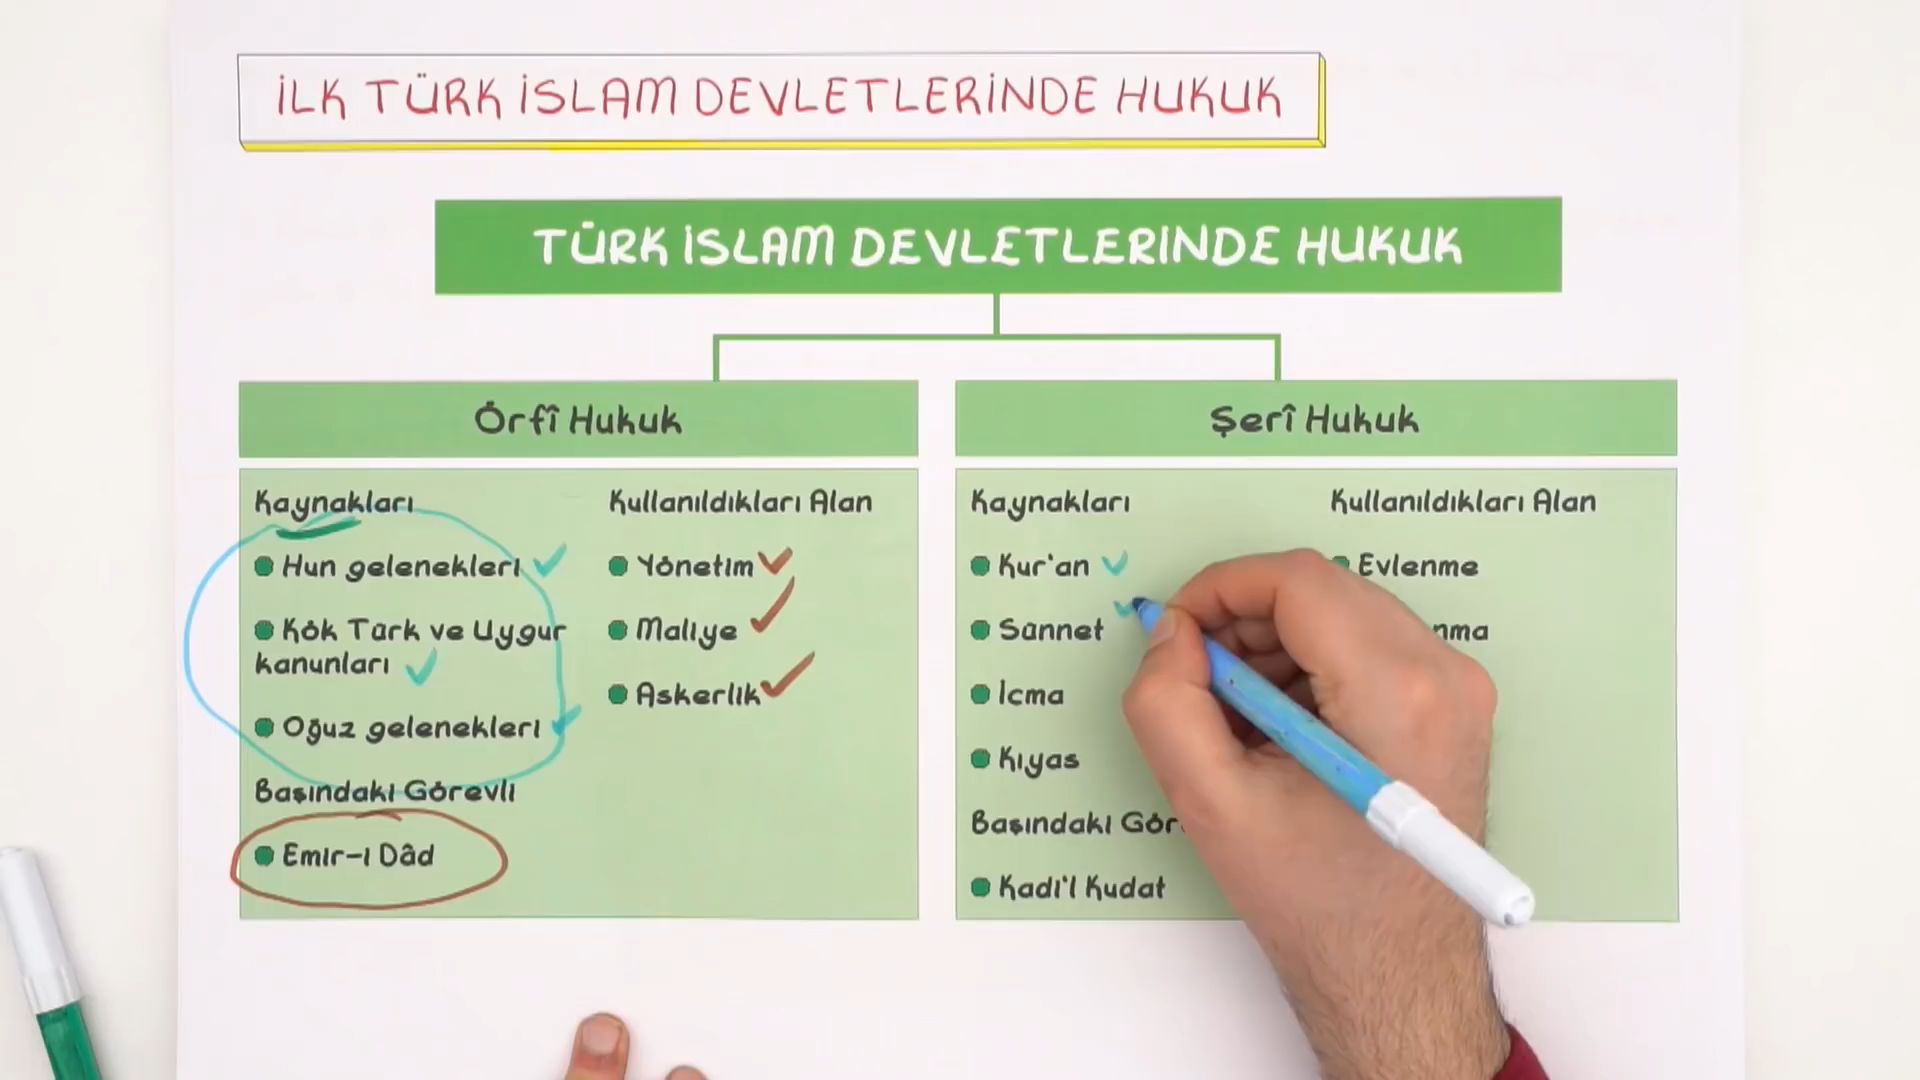 İLK TÜRK İSLAM DEVLETLERİNDE HUKUK
TÜRK İSLAM DEVLETLERİNDE HUKUK
Örfî Hukuk
Kaynakları
Hun gelenekleri
Kök Türk ve Uygur
kanunları
Oğuz gelenekleri
Başındaki Görevli
Emir-i Dâd
Kullanıldıkları Alan
Yönetim
Maliye
Askerlik
Şerî Hukuk
Kaynakları
Kur'an
Sünnet
İcma
Kıyas
Başındaki
Kadi'l Kudat
Kullanıldıkları Alan
Evlenme